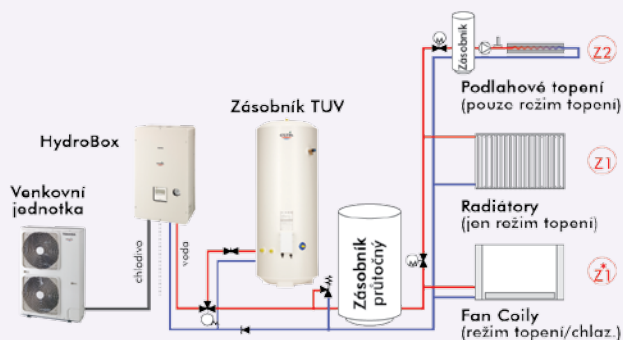 Zásobník
Z2
Podlahové topení
(pouze režim topení)
Zásobník TUV
HydroBox
Z1
Venkovní
jednotka
chladivo
voda
Radiátory
(jen režim topení)
Zásobník
průtočný
Z1*
Fan Coily
(režim topení/chlaz.)